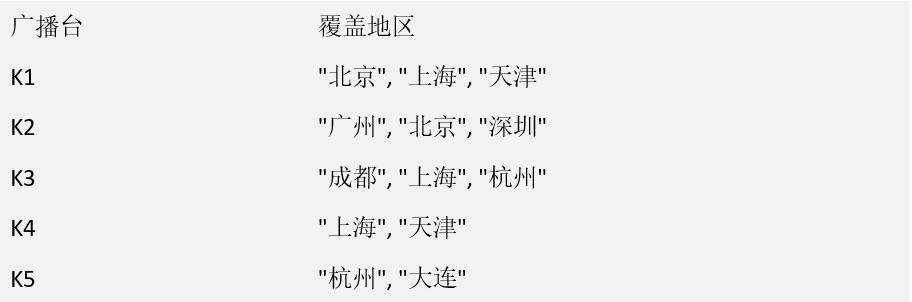 广播台 覆盖地区
K1 "北京", "上海", "天津"
K2 "广州", "北京", "深圳"
K3 "成都", "上海", "杭州"
K4 "上海", "天津"
K5 "杭州", "大连"